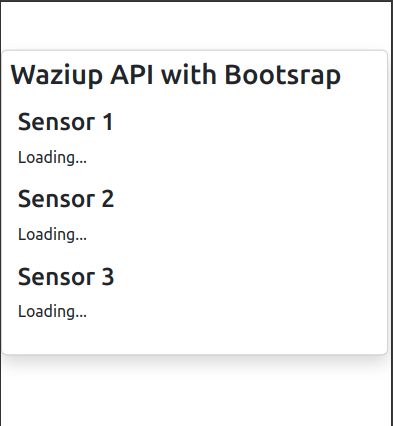 Waziup API with Bootsrap
Sensor 1
Loading...
Sensor 2
Loading...
Sensor 3
Loading...